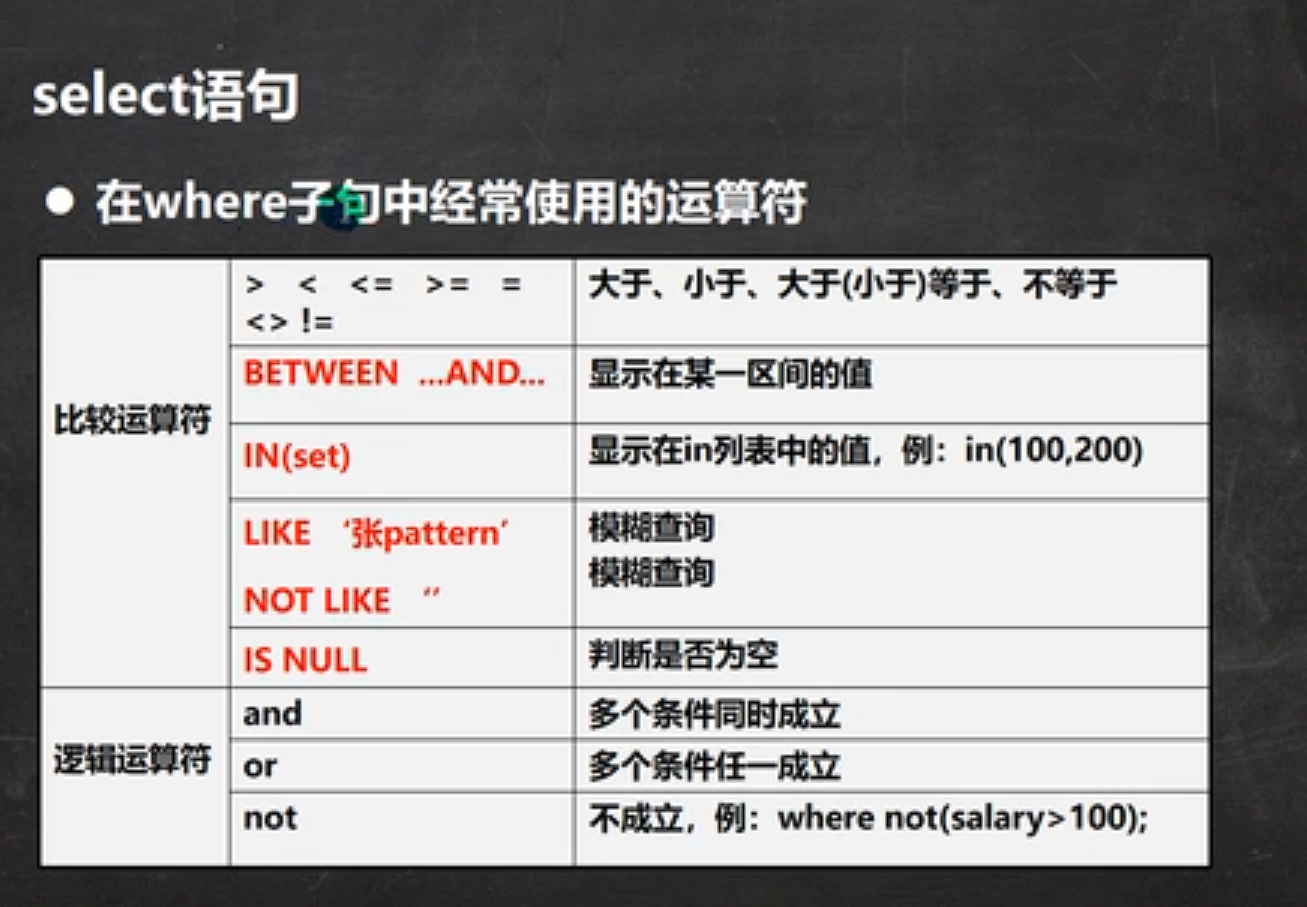 select语句
● 在where子句中经常使用的运算符
比较运算符
> < <= >= =
<> !=
大于、小于、大于(小于)等于、不等于
BETWEEN ...AND...
显示在某一区间的值
IN(set)
显示在in列表中的值，例：in(100,200)
LIKE ‘张pattern’
NOT LIKE ‘’
模糊查询
模糊查询
IS NULL
判断是否为空
逻辑运算符
and
多个条件同时成立
or
多个条件任一成立
not
不成立，例：where not(salary>100);